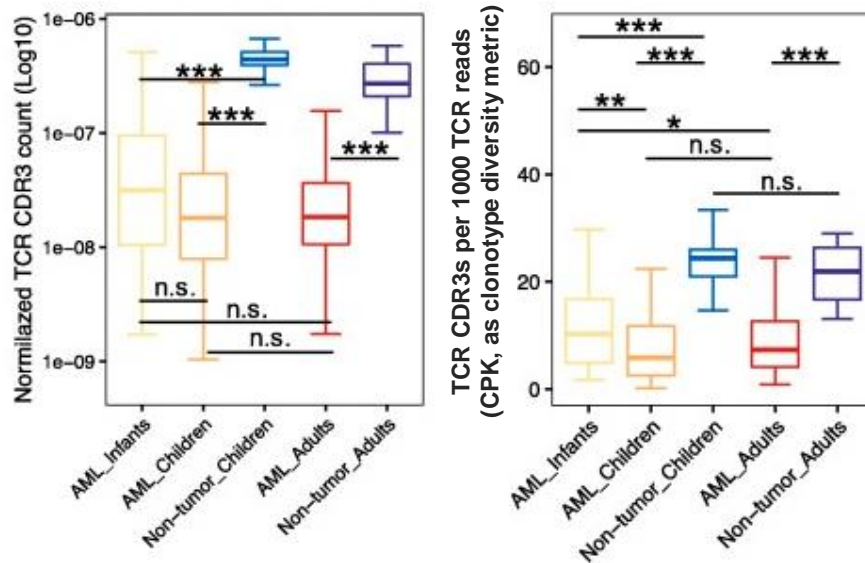 Normilazed TCR CDR3 count (Log10)
1e−06
1e−07
1e−08
1e−09
***
***
***
n.s.
n.s.
n.s.
AML_Infants
AML_Children
Non−tumor_Children
AML_Adults
Non−tumor_Adults
TCR CDR3s per 1000 TCR reads
(CPK, as clonotype diversity metric)
60
40
20
0
***
***
***
**
*
n.s.
n.s.
AML_Infants
AML_Children
Non−tumor_Children
AML_Adults
Non−tumor_Adults